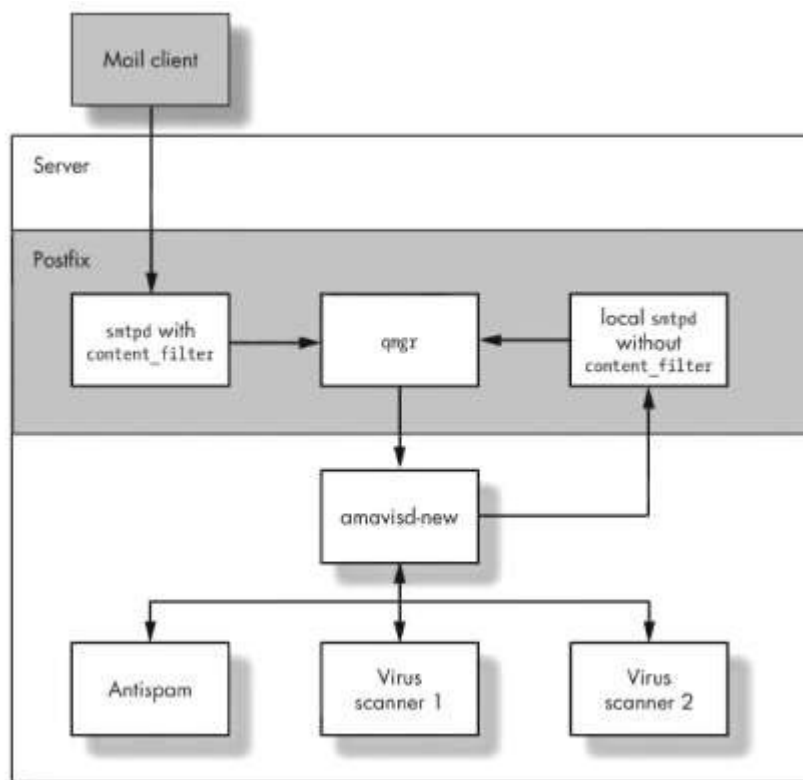 Mail client
Server
Postfix
smtpd with
content_filter
qmgr
local smtpd
without
content_filter
amavisd-new
Antispam
Virus
scanner 1
Virus
scanner 2